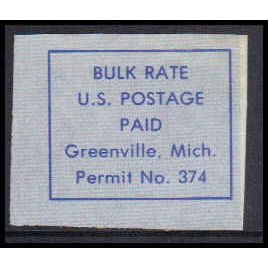 BULK RATE
U.S. POSTAGE
PAID
Greenville, Mich.
Permit No. 374